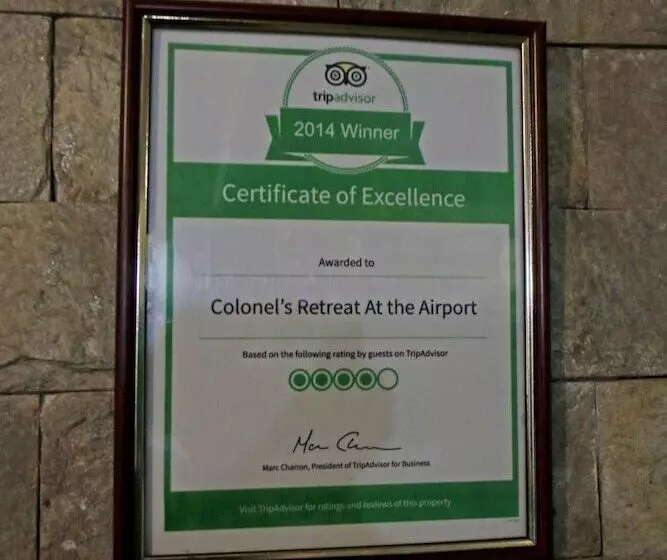 tripadvisor
2014 Winner
Certificate of Excellence
Awarded to
Colonel's Retreat At the Airport
Based on the following rating by guests on TripAdvisor
Marc Charron, President of TripAdvisor for Business
Visit TripAdvisor for ratings and reviews of this property